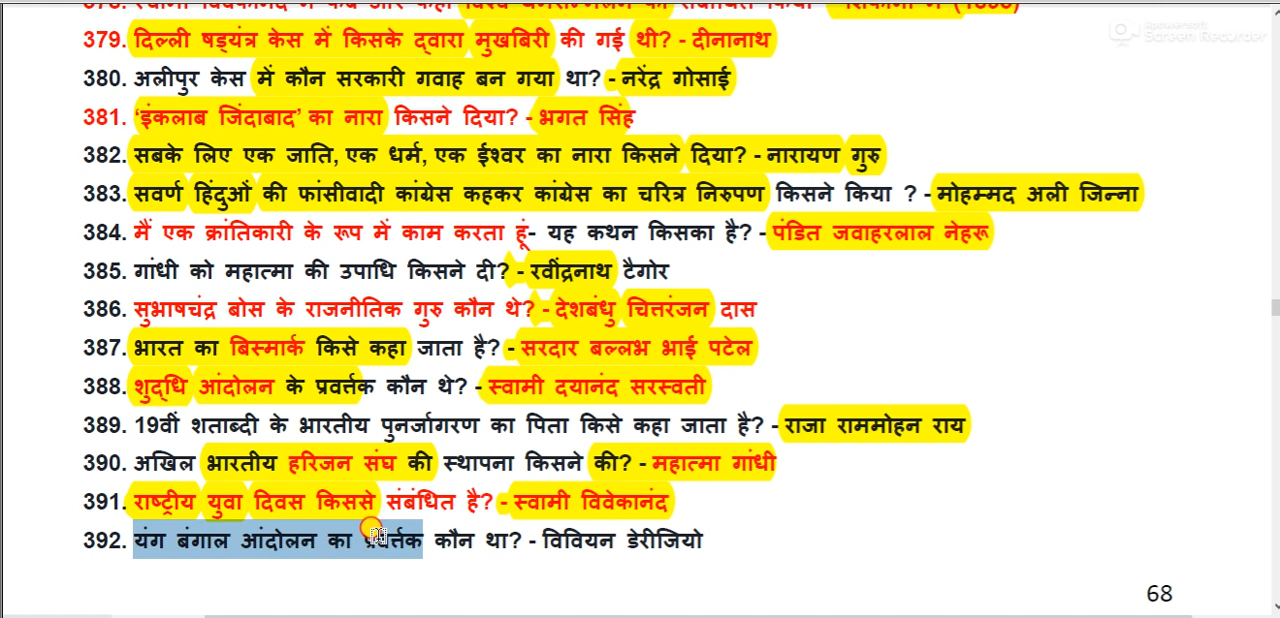 379. दिल्ली षड्यंत्र केस में किसके द्वारा मुखबिरी की गई थी? - दीनानाथ
Apowersoft
Screen Recorder
380. अलीपुर केस में कौन सरकारी गवाह बन गया था? - नरेंद्र गोसाई
381. ‘इंकलाब जिंदाबाद’ का नारा किसने दिया? - भगत सिंह
382. सबके लिए एक जाति, एक धर्म, एक ईश्वर का नारा किसने दिया? - नारायण गुरु
383. सवर्ण हिंदुओं की फांसीवादी कांग्रेस कहकर कांग्रेस का चरित्र निरुपण किसने किया ? - मोहम्मद अली जिन्ना
384. मैं एक क्रांतिकारी के रूप में काम करता हूं- यह कथन किसका है? - पंडित जवाहरलाल नेहरू
385. गांधी को महात्मा की उपाधि किसने दी? - रवींद्रनाथ टैगोर
386. सुभाषचंद्र बोस के राजनीतिक गुरु कौन थे? - देशबंधु चित्तरंजन दास
387. भारत का बिस्मार्क किसे कहा जाता है? - सरदार बल्लभ भाई पटेल
388. शुद्धि आंदोलन के प्रवर्त्तक कौन थे? - स्वामी दयानंद सरस्वती
389. 19वीं शताब्दी के भारतीय पुनर्जागरण का पिता किसे कहा जाता है? - राजा राममोहन राय
390. अखिल भारतीय हरिजन संघ की स्थापना किसने की? - महात्मा गांधी
391. राष्ट्रीय युवा दिवस किससे संबंधित है? - स्वामी विवेकानंद
392. यंग बंगाल आंदोलन का प्रवर्त्तक कौन था? - विवियन डेरीजियो
68